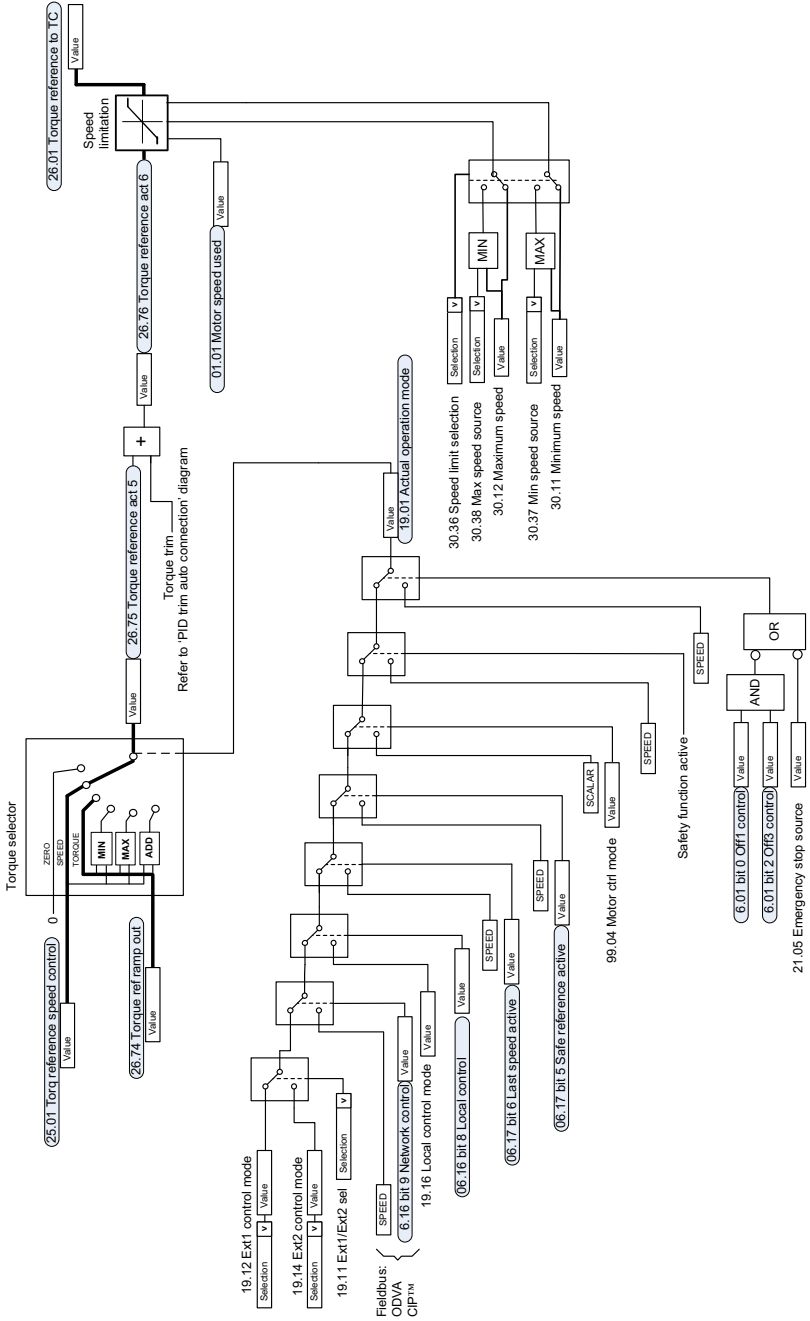 Torque selector
25.01 Torq reference speed control
Value
0
ZERO
SPEED
TORQUE
MIN
MAX
ADD
26.74 Torque ref ramp out
Value
Value
26.75 Torque reference act 5
+
Torque trim
Refer to 'PID trim auto connection' diagram
Value
26.76 Torque reference act 6
Speed
limitation
26.01 Torque reference to TC
Value
01.01 Motor speed used
Value
19.12 Ext1 control mode
Selection
v
Value
19.14 Ext2 control mode
Selection
v
Value
19.11 Ext1/Ext2 sel
Selection
v
Fieldbus:
ODVA
CIP™
SPEED
6.16 bit 9 Network control
Value
19.16 Local control mode
Value
06.16 bit 8 Local control
Value
SPEED
06.17 bit 6 Last speed active
Value
SPEED
06.17 bit 5 Safe reference active
Value
SCALAR
99.04 Motor ctrl mode
Value
SPEED
Safety function active
SPEED
6.01 bit 0 Off1 control
Value
6.01 bit 2 Off3 control
Value
21.05 Emergency stop source
Value
AND
OR
Value
19.01 Actual operation mode
30.36 Speed limit selection
Selection
v
30.38 Max speed source
Selection
v
30.12 Maximum speed
Value
MIN
30.37 Min speed source
Selection
v
30.11 Minimum speed
Value
MAX